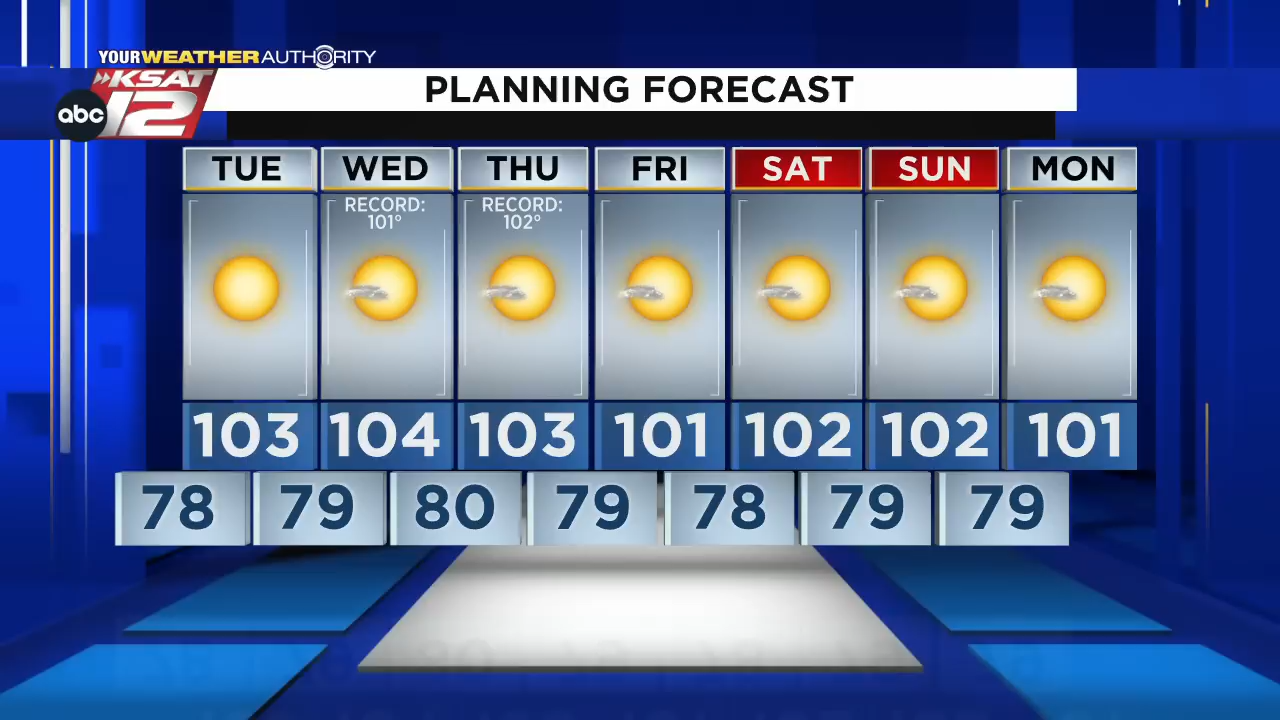 YOURWEATHERAUTHORITY
KSAT
abc 12
PLANNING FORECAST
TUE WED THU FRI SAT SUN MON
RECORD: RECORD:
101° 102°
103 104 103 101 102 102 101
78 79 80 79 78 79 79